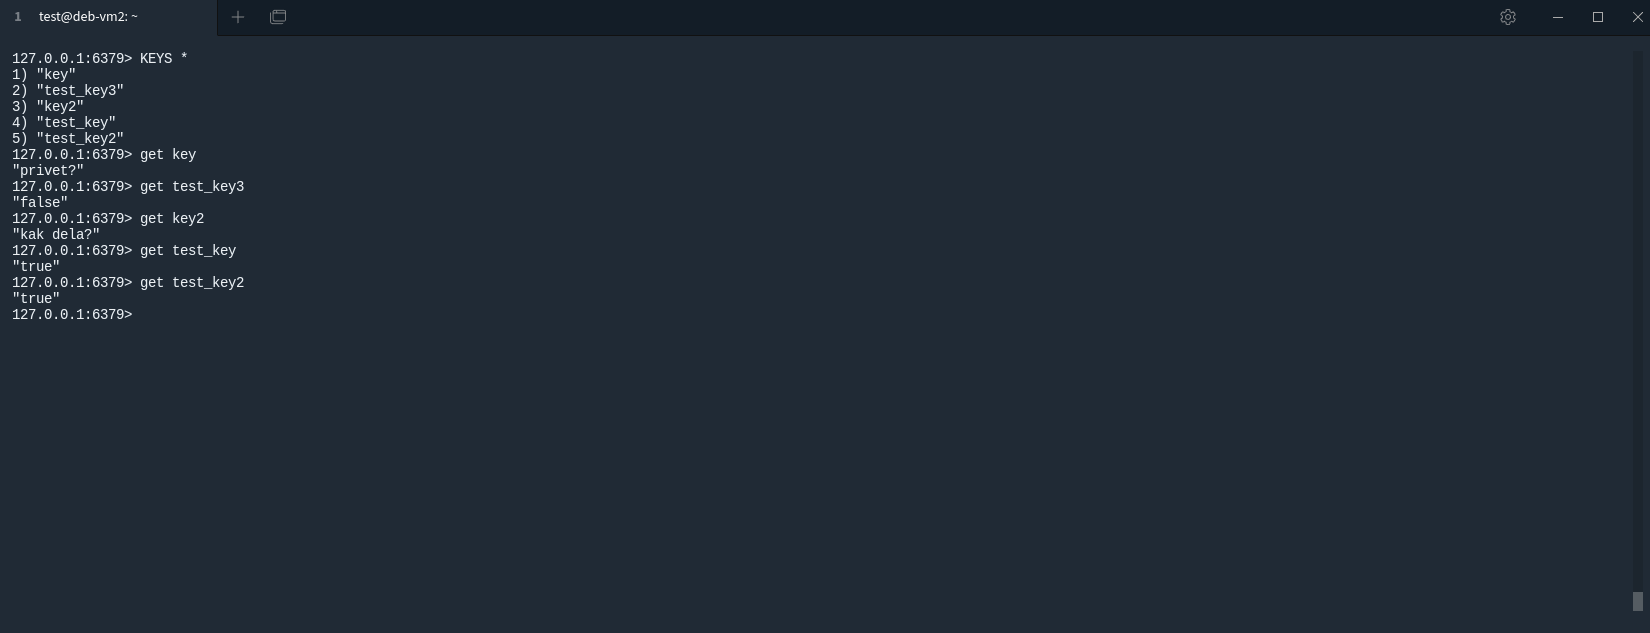 1 test@deb-vm2: ~
127.0.0.1:6379> KEYS *
1) "key"
2) "test_key3"
3) "key2"
4) "test_key"
5) "test_key2"
127.0.0.1:6379> get key
"privet?"
127.0.0.1:6379> get test_key3
"false"
127.0.0.1:6379> get key2
"kak dela?"
127.0.0.1:6379> get test_key
"true"
127.0.0.1:6379> get test_key2
"true"
127.0.0.1:6379>